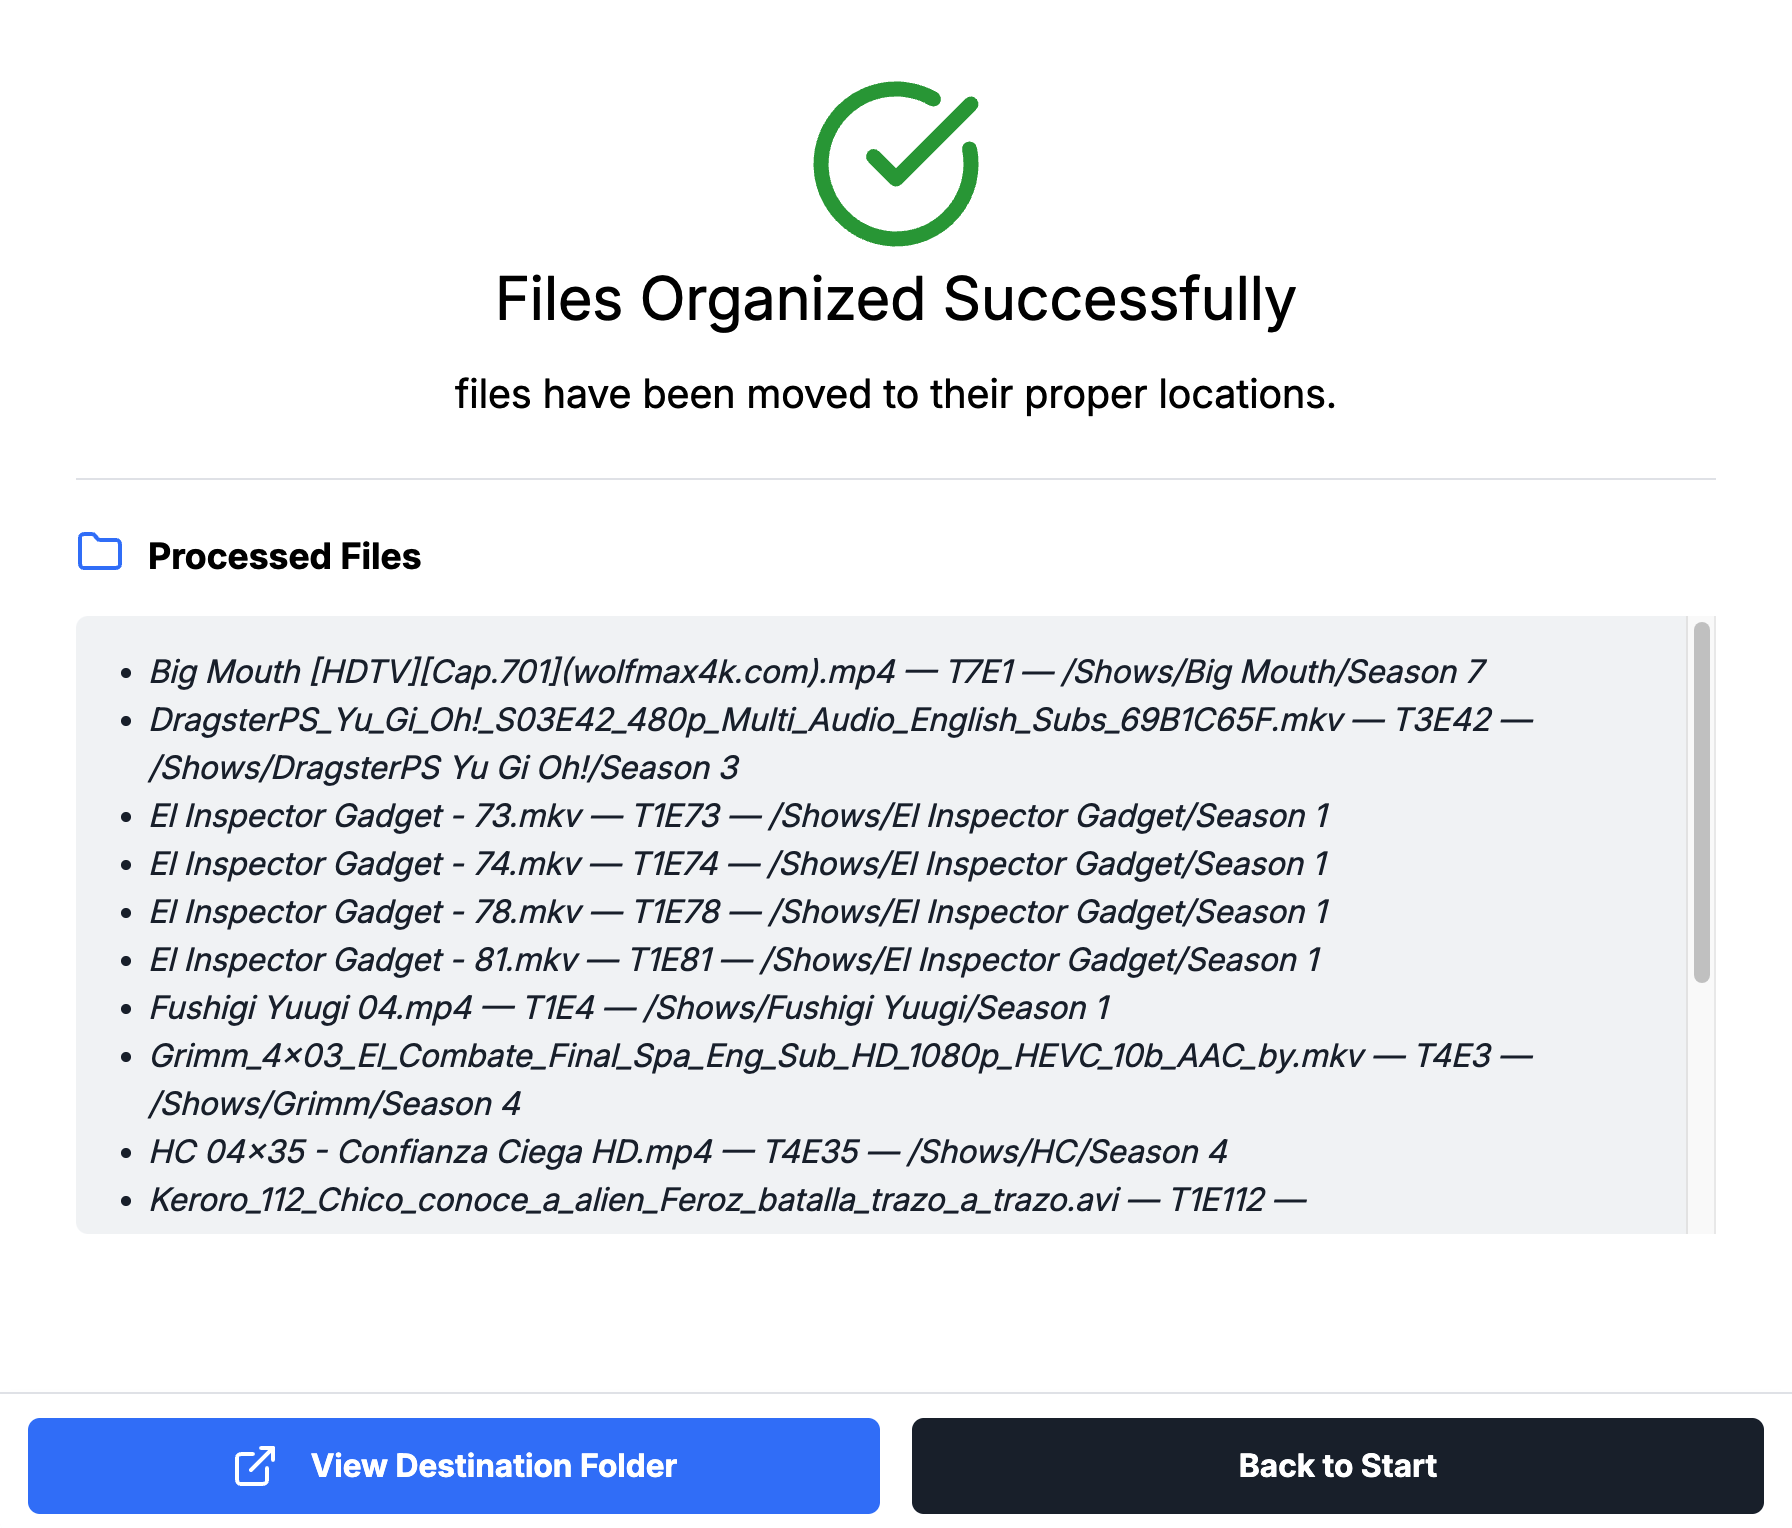 Files Organized Successfully
files have been moved to their proper locations.
Processed Files
• Big Mouth [HDTV][Cap.701](wolfmax4k.com).mp4 — T7E1 — /Shows/Big Mouth/Season 7
• DragsterPS_Yu_Gi_Oh!_S03E42_480p_Multi_Audio_English_Subs_69B1C65F.mkv — T3E42 —
/Shows/DragsterPS Yu Gi Oh!/Season 3
• El Inspector Gadget - 73.mkv — T1E73 — /Shows/El Inspector Gadget/Season 1
• El Inspector Gadget - 74.mkv — T1E74 — /Shows/El Inspector Gadget/Season 1
• El Inspector Gadget - 78.mkv — T1E78 — /Shows/El Inspector Gadget/Season 1
• El Inspector Gadget - 81.mkv — T1E81 — /Shows/El Inspector Gadget/Season 1
• Fushigi Yuugi 04.mp4 — T1E4 — /Shows/Fushigi Yuugi/Season 1
• Grimm_4×03_El_Combate_Final_Spa_Eng_Sub_HD_1080p_HEVC_10b_AAC_by.mkv — T4E3 —
/Shows/Grimm/Season 4
• HC 04×35 - Confianza Ciega HD.mp4 — T4E35 — /Shows/HC/Season 4
• Keroro_112_Chico_conoce_a_alien_Feroz_batalla_trazo_a_trazo.avi — T1E112 —
View Destination Folder
Back to Start